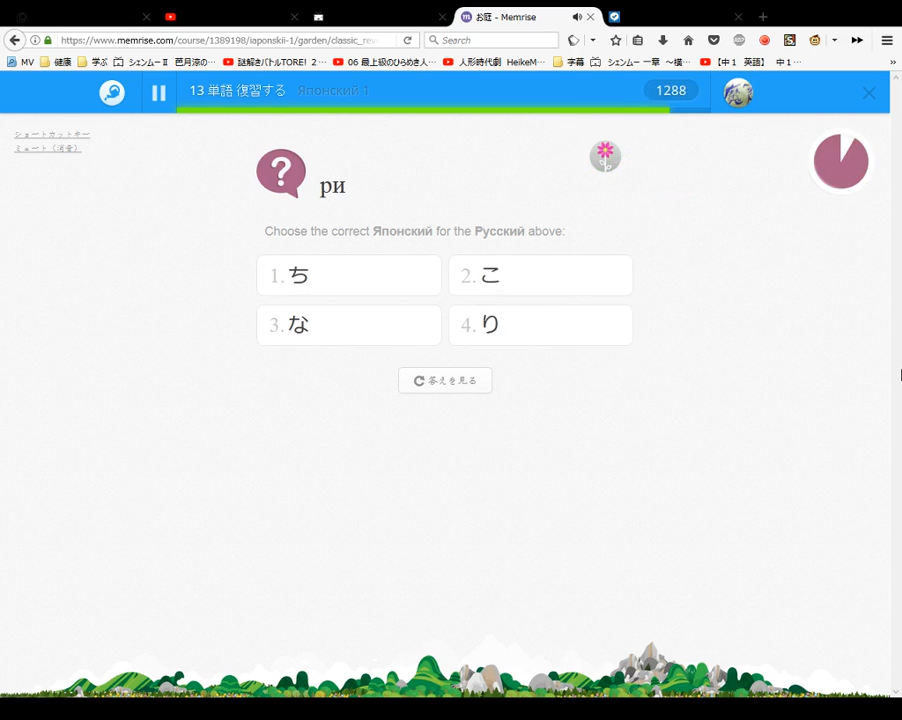 お庭 - Memrise
https://www.memrise.com/course/1389198/iaponskii-1/garden/classic_rev
Search
MV 健康 学ぶ シェンムーⅡ 芭月涼の… 謎解きバトルTORE! 2… 06 最上級のひらめき人… 人形時代劇 HeikeM… 字幕 シェンムー 一章 ～横… 【中１ 英語】 中１…
13 単語 復習する Японский 1 1288
ショートカットキー
ミュート（消音）
? ри
Choose the correct Японский for the Русский above:
1. ち 2. こ
3. な 4. り
答えを見る